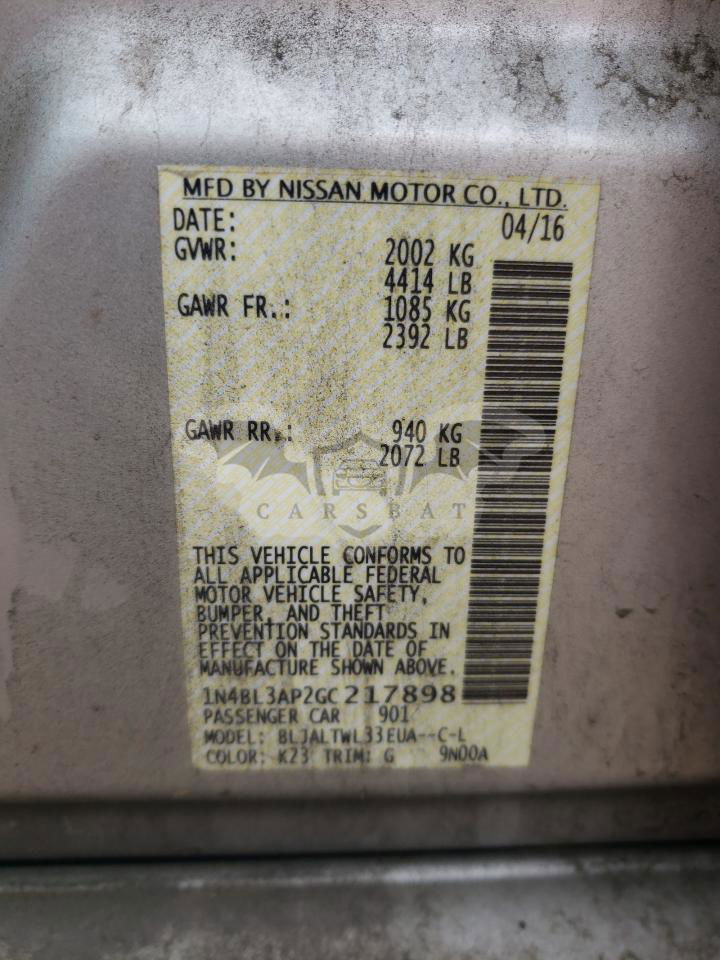 MFD BY NISSAN MOTOR CO., LTD.
DATE: 04/16
GVWR: 2002 KG
4414 LB
GAWR FR.: 1085 KG
2392 LB
GAWR RR.: 940 KG
2072 LB
CARSBAT
THIS VEHICLE CONFORMS TO
ALL APPLICABLE FEDERAL
MOTOR VEHICLE SAFETY,
BUMPER, AND THEFT
PREVENTION STANDARDS IN
EFFECT ON THE DATE OF
MANUFACTURE SHOWN ABOVE.
1N4BL3AP2GC217898
PASSENGER CAR 901
MODEL: BLJALTWL33EUA--C-L
COLOR: K23 TRIM: G 9N00A